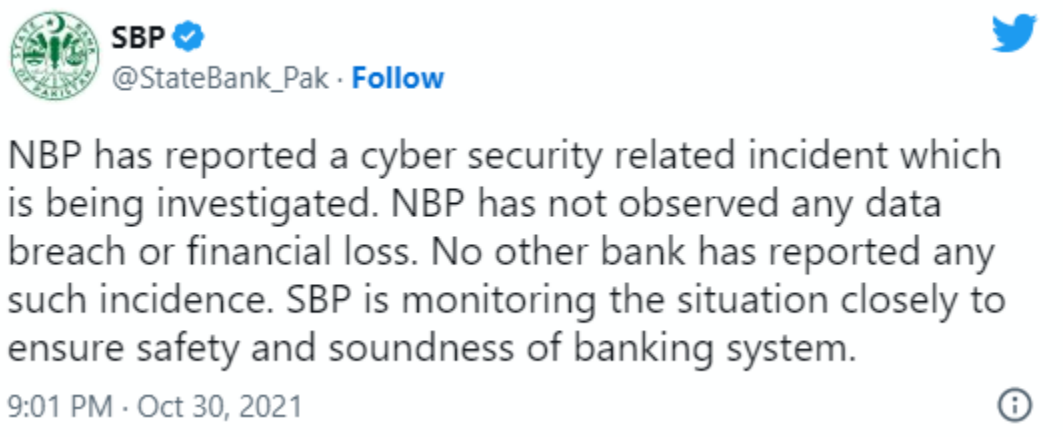 SBP
@StateBank_Pak · Follow
NBP has reported a cyber security related incident which
is being investigated. NBP has not observed any data
breach or financial loss. No other bank has reported any
such incidence. SBP is monitoring the situation closely to
ensure safety and soundness of banking system.
9:01 PM · Oct 30, 2021